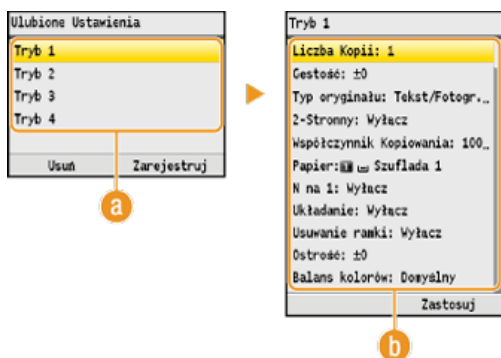 Ulubione Ustawienia
Tryb 1
Tryb 2
Tryb 3
Tryb 4
Usuń Zarejestruj
a
Tryb 1
Liczba Kopii: 1
Gęstość: ±0
Typ oryginału: Tekst/Fotogr...
2-Stronny: Wyłącz
Współczynnik Kopiowania: 100...
Papier: Szuflada 1
N na 1: Wyłącz
Układanie: Wyłącz
Usuwanie ramki: Wyłącz
Ostrość: ±0
Balans kolorów: Domyślny
Zastosuj
b